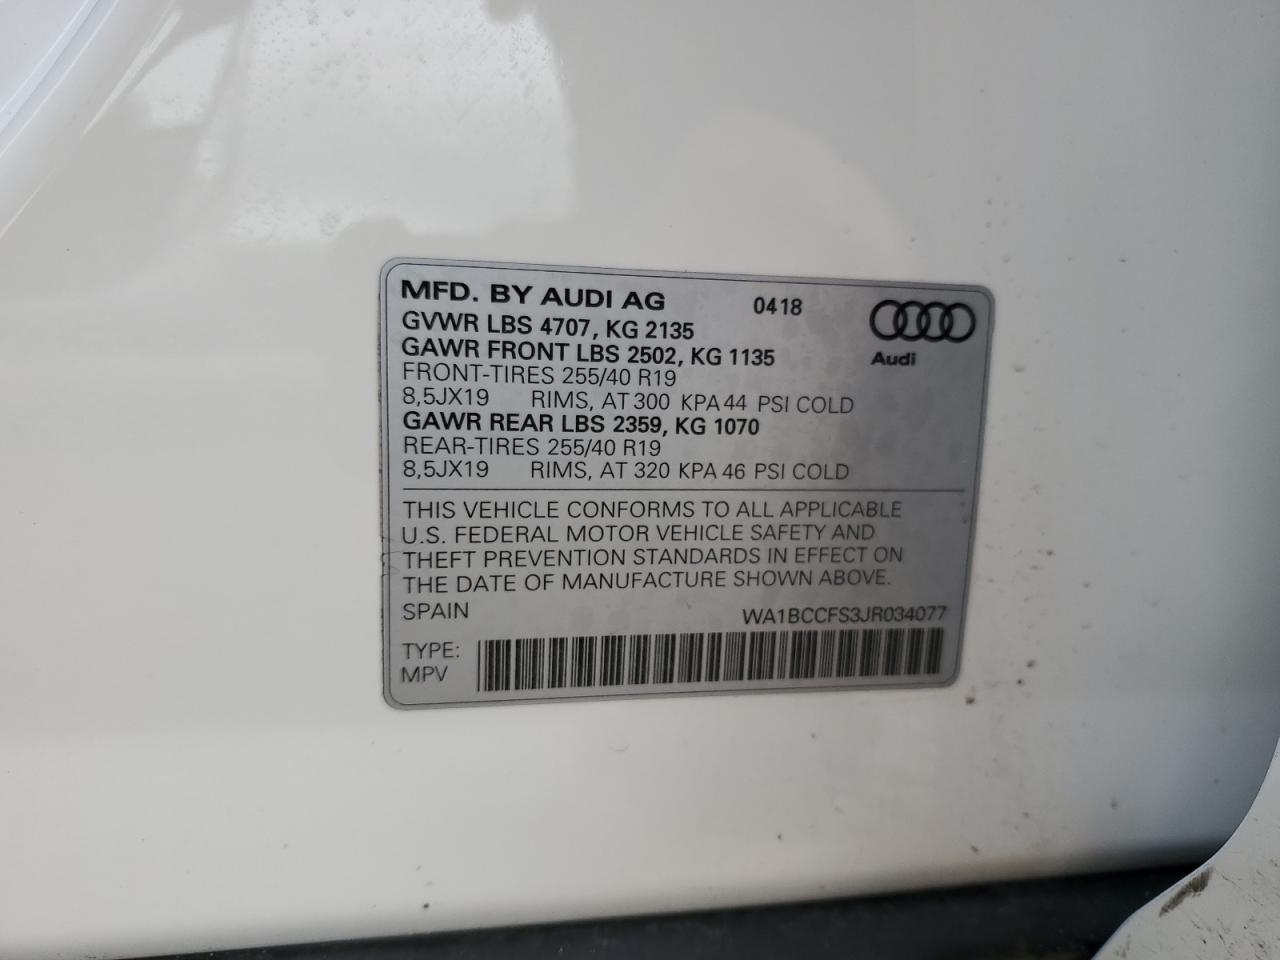 MFD. BY AUDI AG 0418
GVWR LBS 4707, KG 2135
GAWR FRONT LBS 2502, KG 1135
Audi
FRONT-TIRES 255/40 R19
8,5JX19 RIMS, AT 300 KPA 44 PSI COLD
GAWR REAR LBS 2359, KG 1070
REAR-TIRES 255/40 R19
8,5JX19 RIMS, AT 320 KPA 46 PSI COLD
THIS VEHICLE CONFORMS TO ALL APPLICABLE
U.S. FEDERAL MOTOR VEHICLE SAFETY AND
THEFT PREVENTION STANDARDS IN EFFECT ON
THE DATE OF MANUFACTURE SHOWN ABOVE.
SPAIN WA1BCCFS3JR034077
TYPE:
MPV